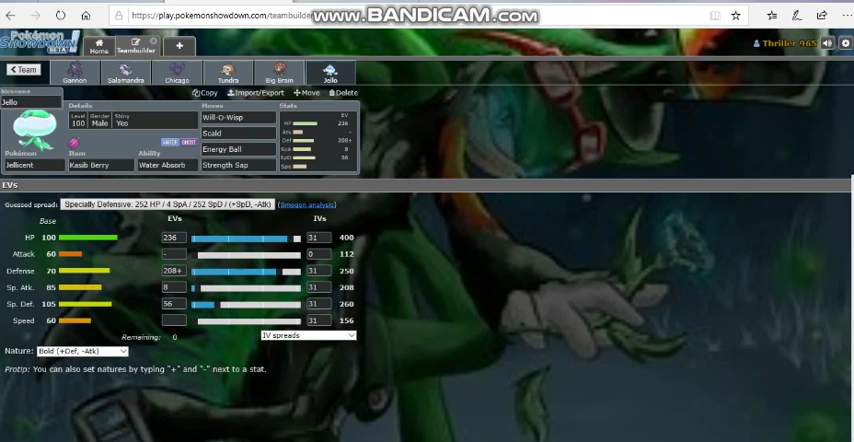 https://play.pokemonshowdown.com/teambuilder
www.BANDICAM.com
Pokémon
SHOWDOWN!
BETA
Home
Teambuilder
Thriller 965
< Team
Gannon
Salamandra
Chicago
Tundra
Big Brain
Jello
Copy
Import/Export
Move
Delete
Nickname
Jello
Details
Moves
Stats
Level
Gender
Shiny
100
Male
Yes
Will-O-Wisp
Scald
Energy Ball
Strength Sap
EV
HP 236
Atk -
Def 208+
SpA 8
SpD 56
Spe
WATER GHOST
Pokémon
Item
Ability
Jellicent
Kasib Berry
Water Absorb
EVs
Guessed spread: Specially Defensive: 252 HP / 4 SpA / 252 SpD / (+SpD, -Atk) (Smogon analysis)
Base EVs IVs
HP 100 236 31 400
Attack 60 - 0 112
Defense 70 208+ 31 250
Sp. Atk. 85 8 31 208
Sp. Def. 105 56 31 260
Speed 60 31 156
Remaining: 0 IV spreads
Nature: Bold (+Def, -Atk)
Protip: You can also set natures by typing "+" and "-" next to a stat.